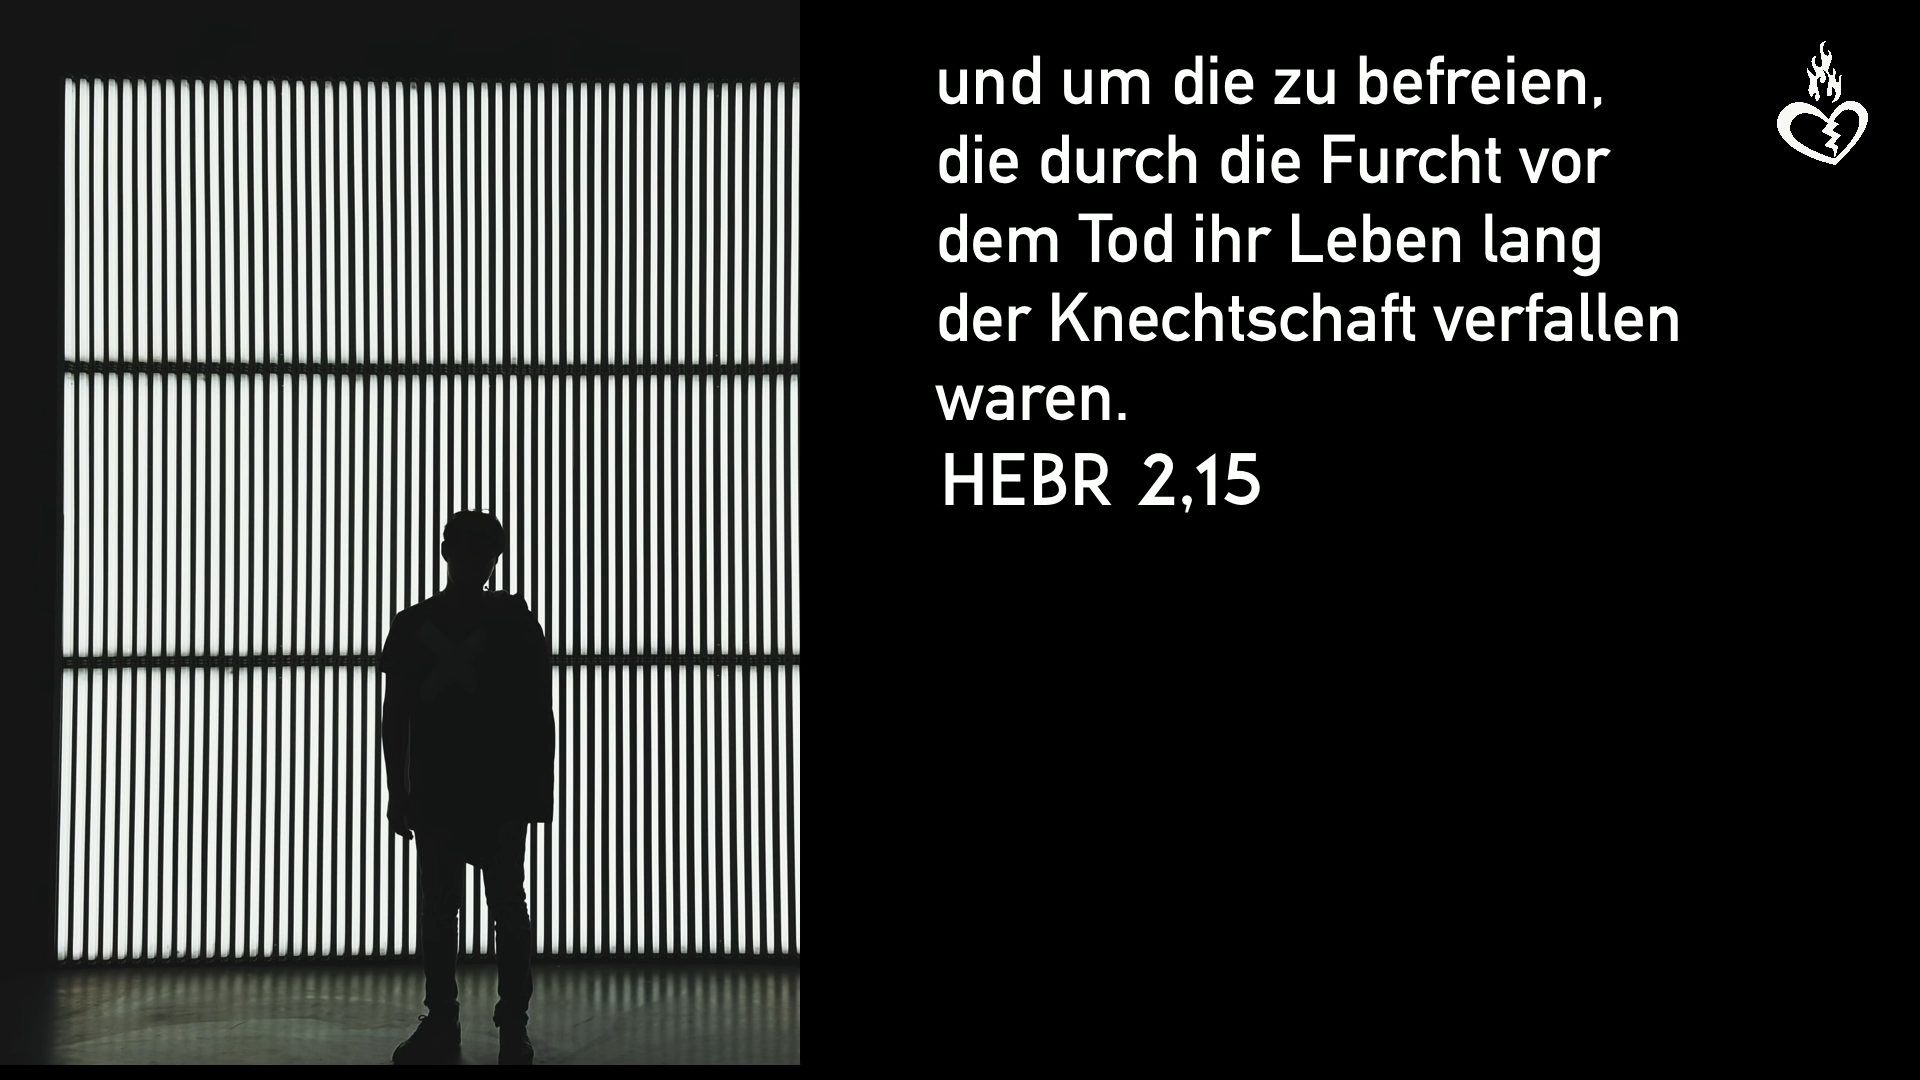 und um die zu befreien,
die durch die Furcht vor
dem Tod ihr Leben lang
der Knechtschaft verfallen
waren.
HEBR 2,15